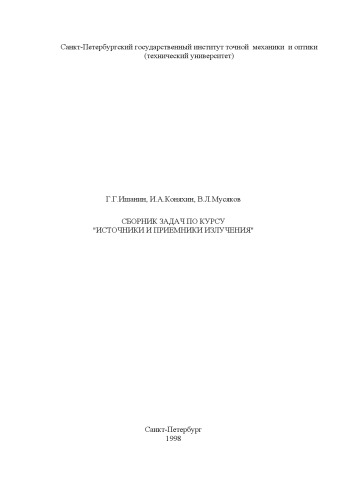 Санкт-Петербургский государственный институт точной механики и оптики
(технический университет)
Г.Г.Ишанин, И.А.Коняхин, В.Л.Мусяков
СБОРНИК ЗАДАЧ ПО КУРСУ
"ИСТОЧНИКИ И ПРИЕМНИКИ ИЗЛУЧЕНИЯ"
Санкт-Петербург
1998